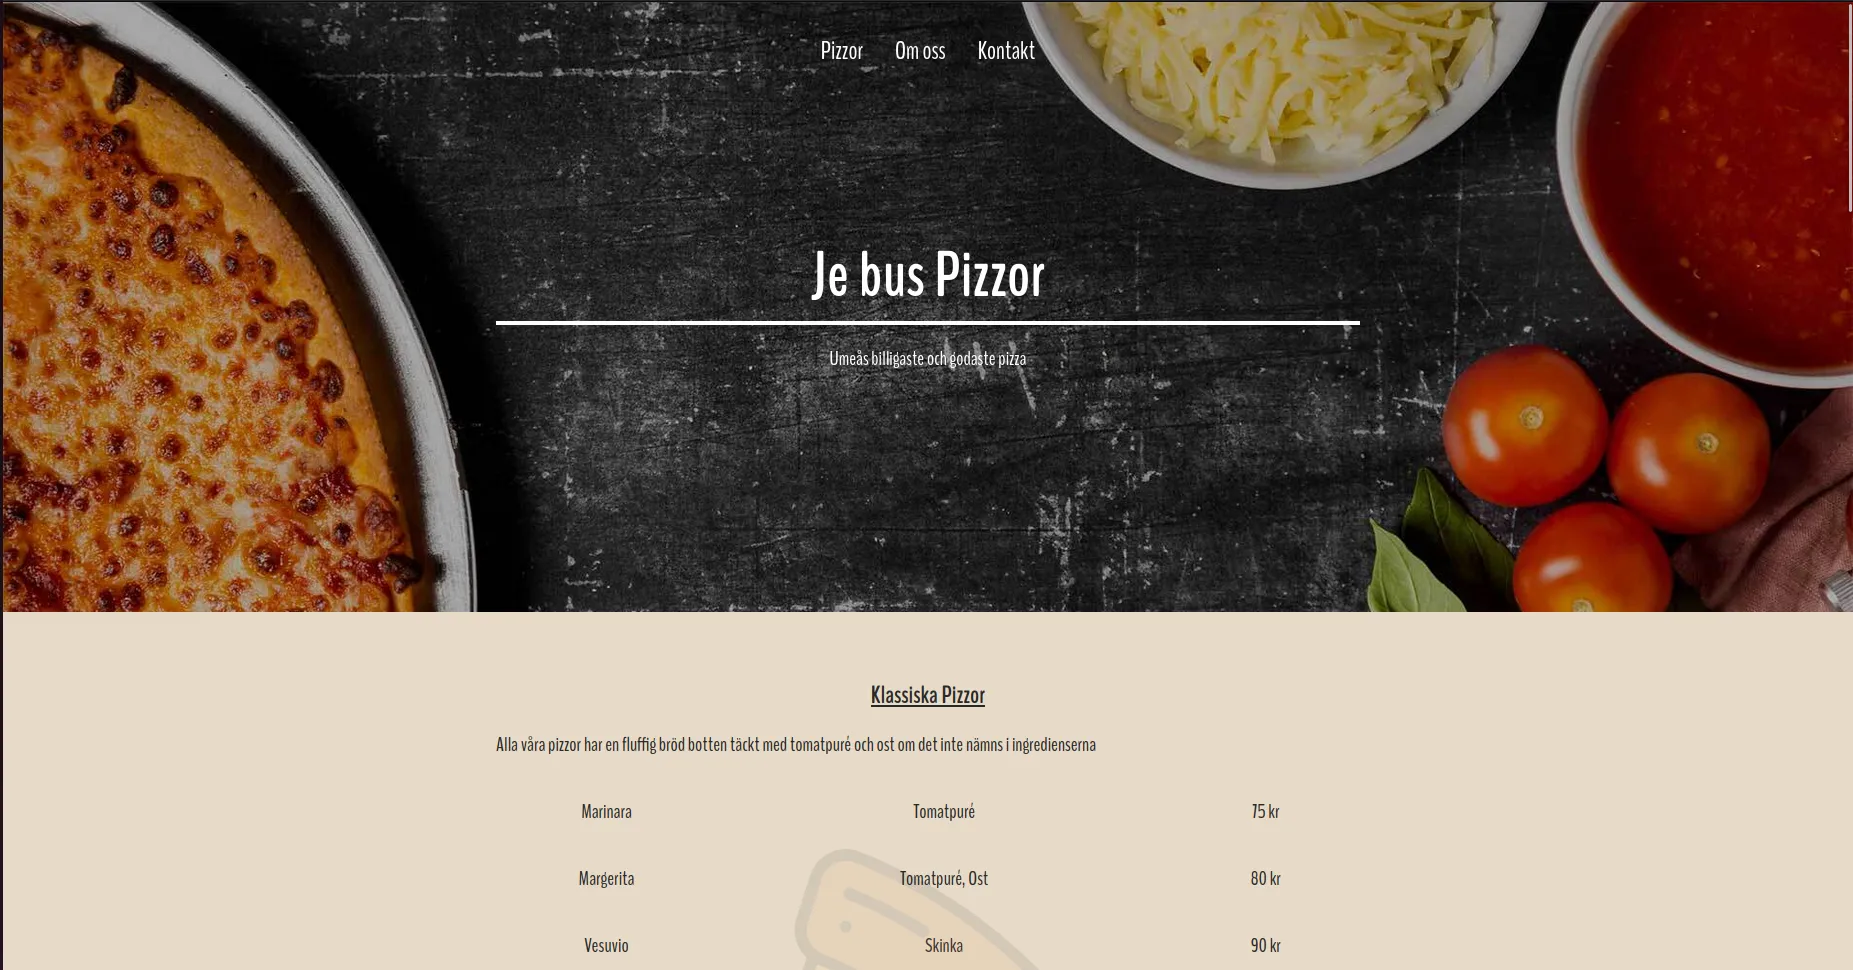 Pizzor Om oss Kontakt
Je bus Pizzor
Umeås billigaste och godaste pizza
Klassiska Pizzor
Alla våra pizzor har en fluffig bröd botten täckt med tomatpuré och ost om det inte nämns i ingredienserna
Marinara Tomatpuré 75 kr
Margerita Tomatpuré, Ost 80 kr
Vesuvio Skinka 90 kr